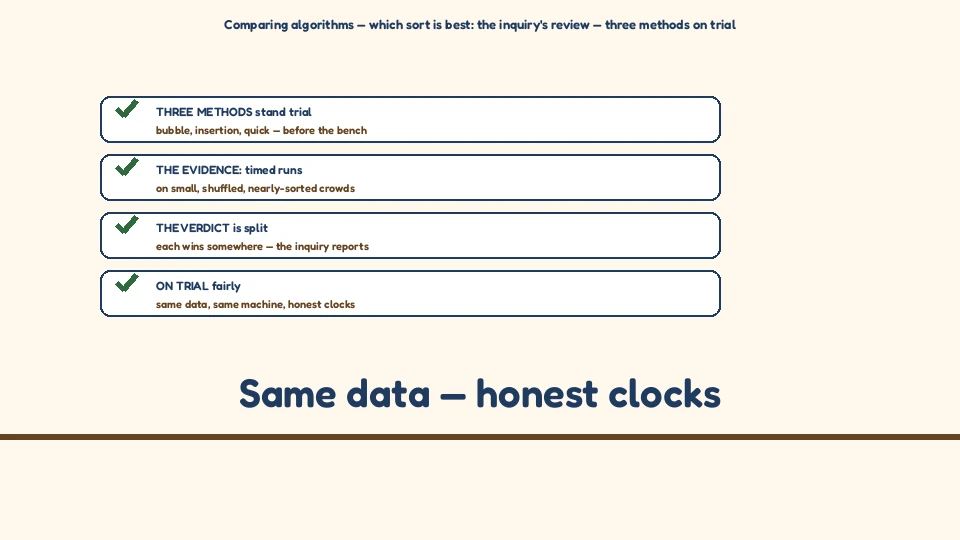 Comparing algorithms — which sort is best: the inquiry's review — three methods on trial
THREE METHODS stand trial
bubble, insertion, quick — before the bench
THE EVIDENCE: timed runs
on small, shuffled, nearly-sorted crowds
THE VERDICT is split
each wins somewhere — the inquiry reports
ON TRIAL fairly
same data, same machine, honest clocks
Same data — honest clocks